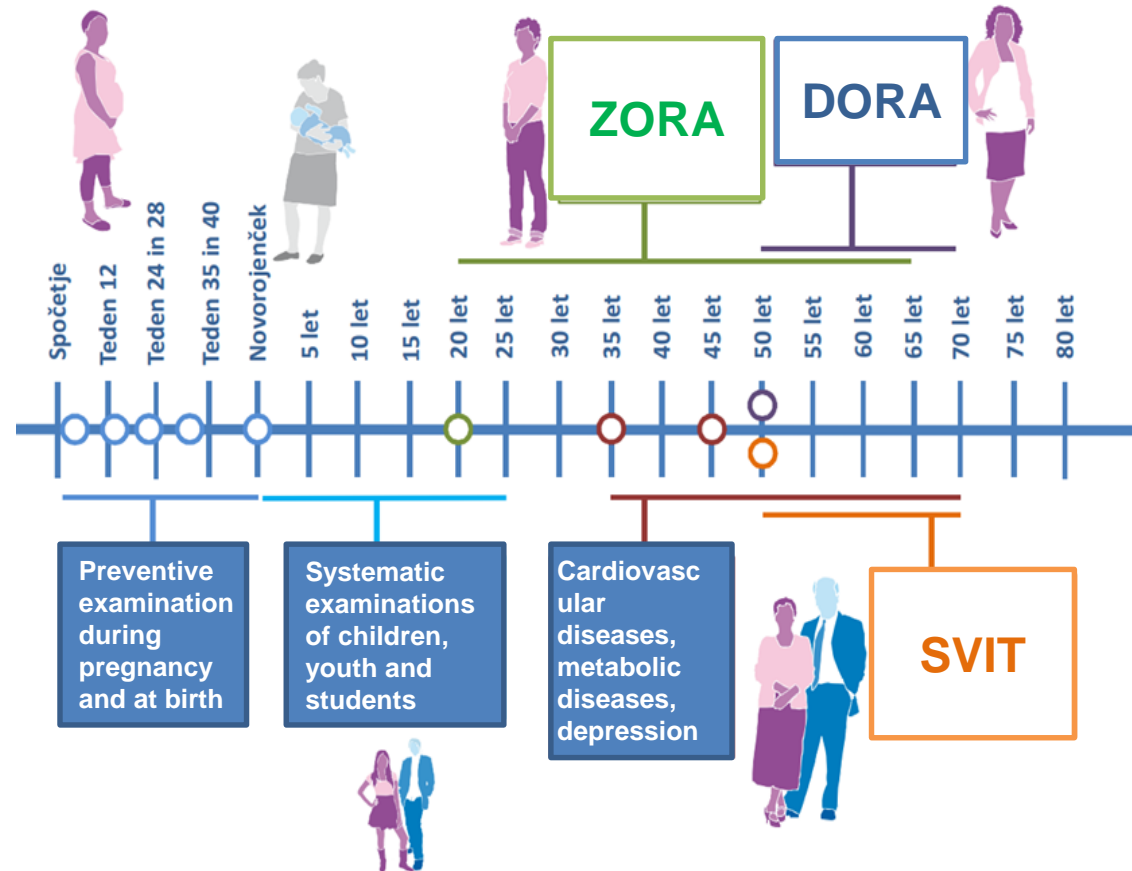 ZORA
DORA
Spočetje
Teden 12
Teden 24 in 28
Teden 35 in 40
Novorojenček
5 let
10 let
15 let
20 let
25 let
30 let
35 let
40 let
45 let
50 let
55 let
60 let
65 let
70 let
75 let
80 let
Preventive
examination
during
pregnancy
and at birth
Systematic
examinations
of children,
youth and
students
Cardiovasc
ular
diseases,
metabolic
diseases,
depression
SVIT